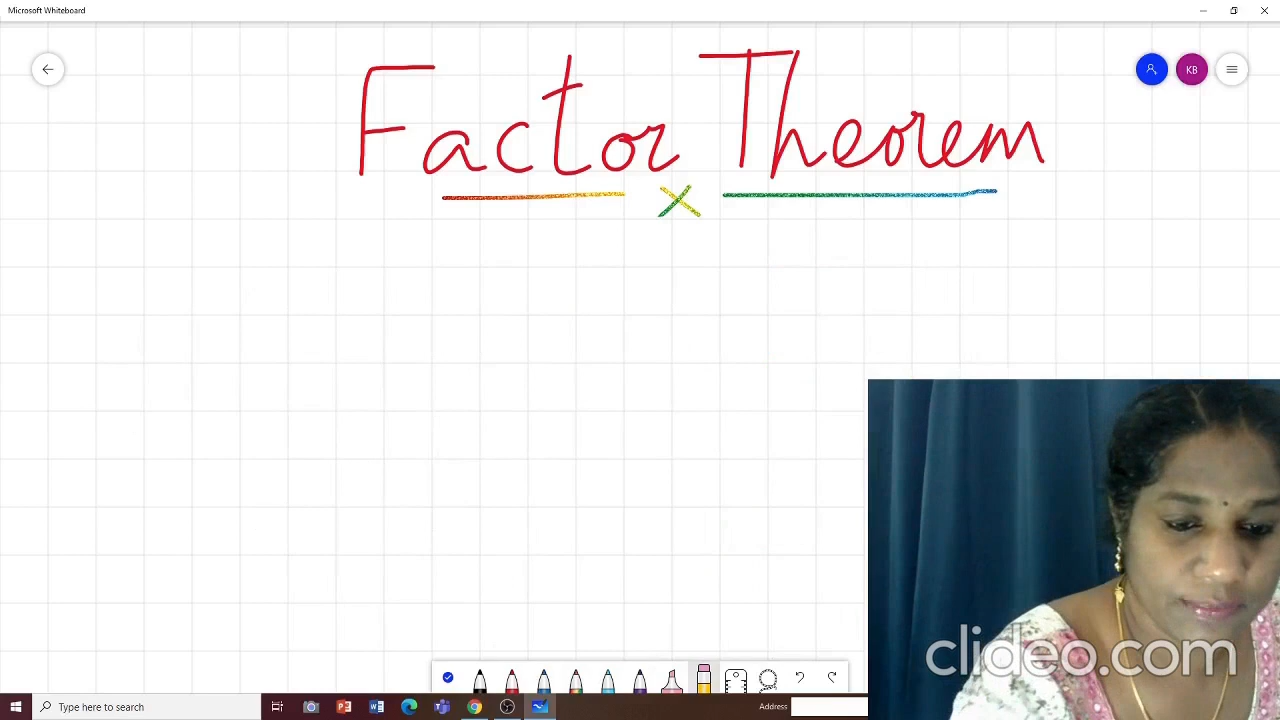 Microsoft Whiteboard
Factor Theorem
KB
clideo.com
Type here to search
Address